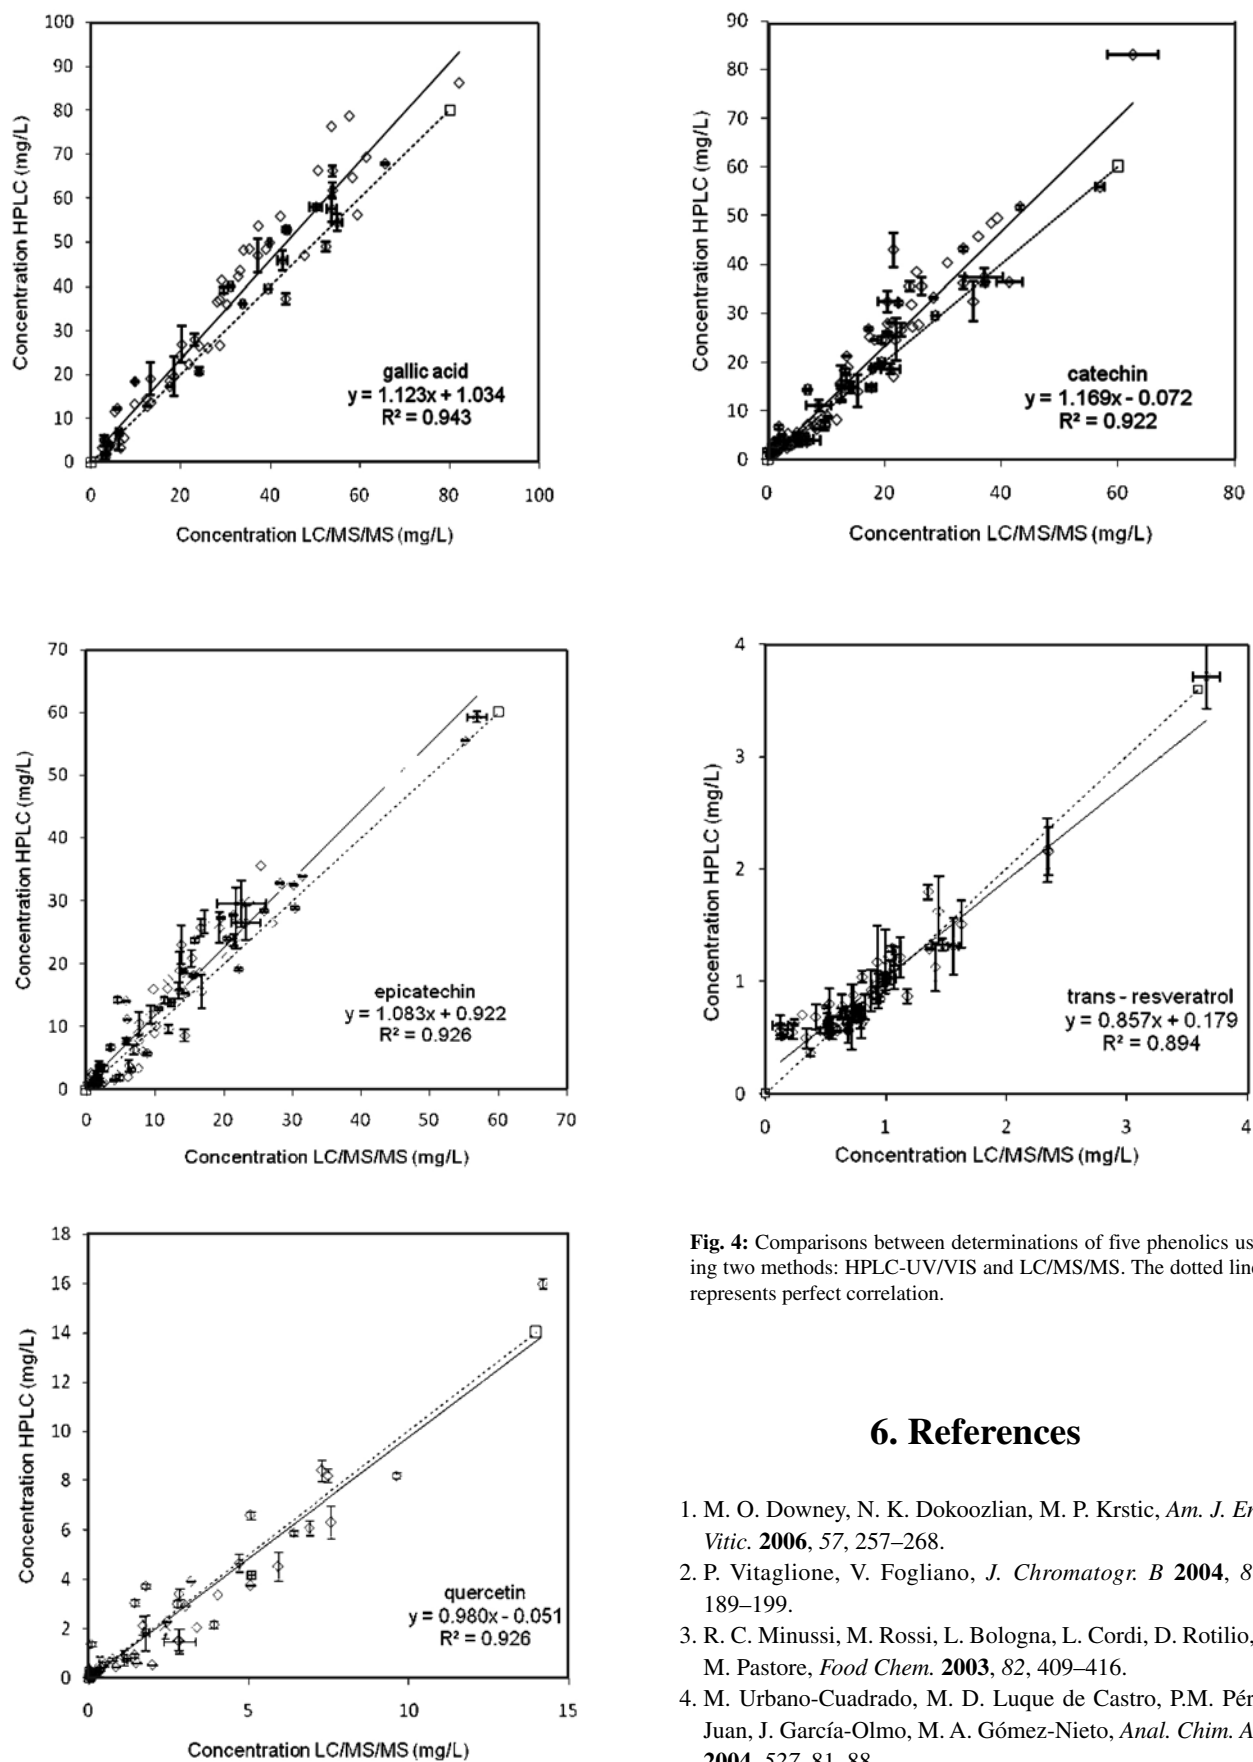 100
90
80
70
60
50
40
30
20
10
0
0 20 40 60 80 100
Concentration HPLC (mg/L)
gallic acid
y = 1.123x + 1.034
R² = 0.943
Concentration LC/MS/MS (mg/L)
90
80
70
60
50
40
30
20
10
0
0 20 40 60 80
Concentration HPLC (mg/L)
catechin
y = 1.169x - 0.072
R² = 0.922
Concentration LC/MS/MS (mg/L)
70
60
50
40
30
20
10
0
0 10 20 30 40 50 60 70
Concentration HPLC (mg/L)
epicatechin
y = 1.083x + 0.922
R² = 0.926
Concentration LC/MS/MS (mg/L)
4
3
2
1
0
0 1 2 3 4
Concentration HPLC (mg/L)
trans - resveratrol
y = 0.857x + 0.179
R² = 0.894
Concentration LC/MS/MS (mg/L)
18
16
14
12
10
8
6
4
2
0
0 5 10 15
Concentration HPLC (mg/L)
quercetin
y = 0.980x - 0.051
R² = 0.926
Concentration LC/MS/MS (mg/L)
Fig. 4: Comparisons between determinations of five phenolics us
ing two methods: HPLC-UV/VIS and LC/MS/MS. The dotted line
represents perfect correlation.
6. References
1. M. O. Downey, N. K. Dokoozlian, M. P. Krstic, Am. J. En
Vitic. 2006, 57, 257–268.
2. P. Vitaglione, V. Fogliano, J. Chromatogr. B 2004, 8
189–199.
3. R. C. Minussi, M. Rossi, L. Bologna, L. Cordi, D. Rotilio,
M. Pastore, Food Chem. 2003, 82, 409–416.
4. M. Urbano-Cuadrado, M. D. Luque de Castro, P.M. Pér
Juan, J. García-Olmo, M. A. Gómez-Nieto, Anal. Chim. A
2004, 527, 81–88.